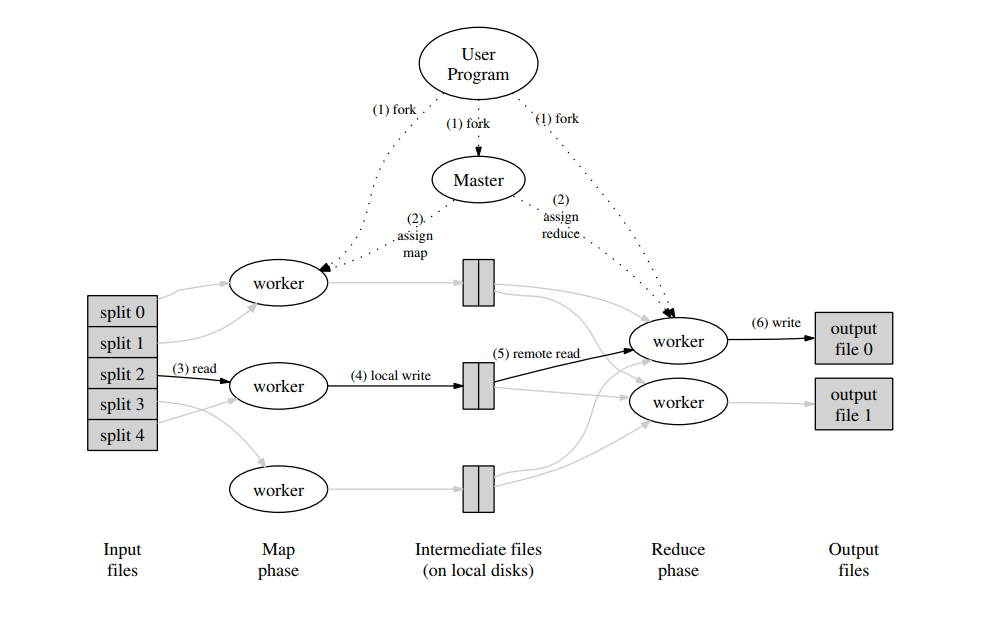 User
Program
(1) fork
(1) fork
(1) fork
Master
(2)
assign
map
(2)
assign
reduce
worker
split 0
split 1
split 2
split 3
split 4
(3) read
worker
(4) local write
(5) remote read
worker
worker
(6) write
output
file 0
worker
output
file 1
Input
files
Map
phase
Intermediate files
(on local disks)
Reduce
phase
Output
files